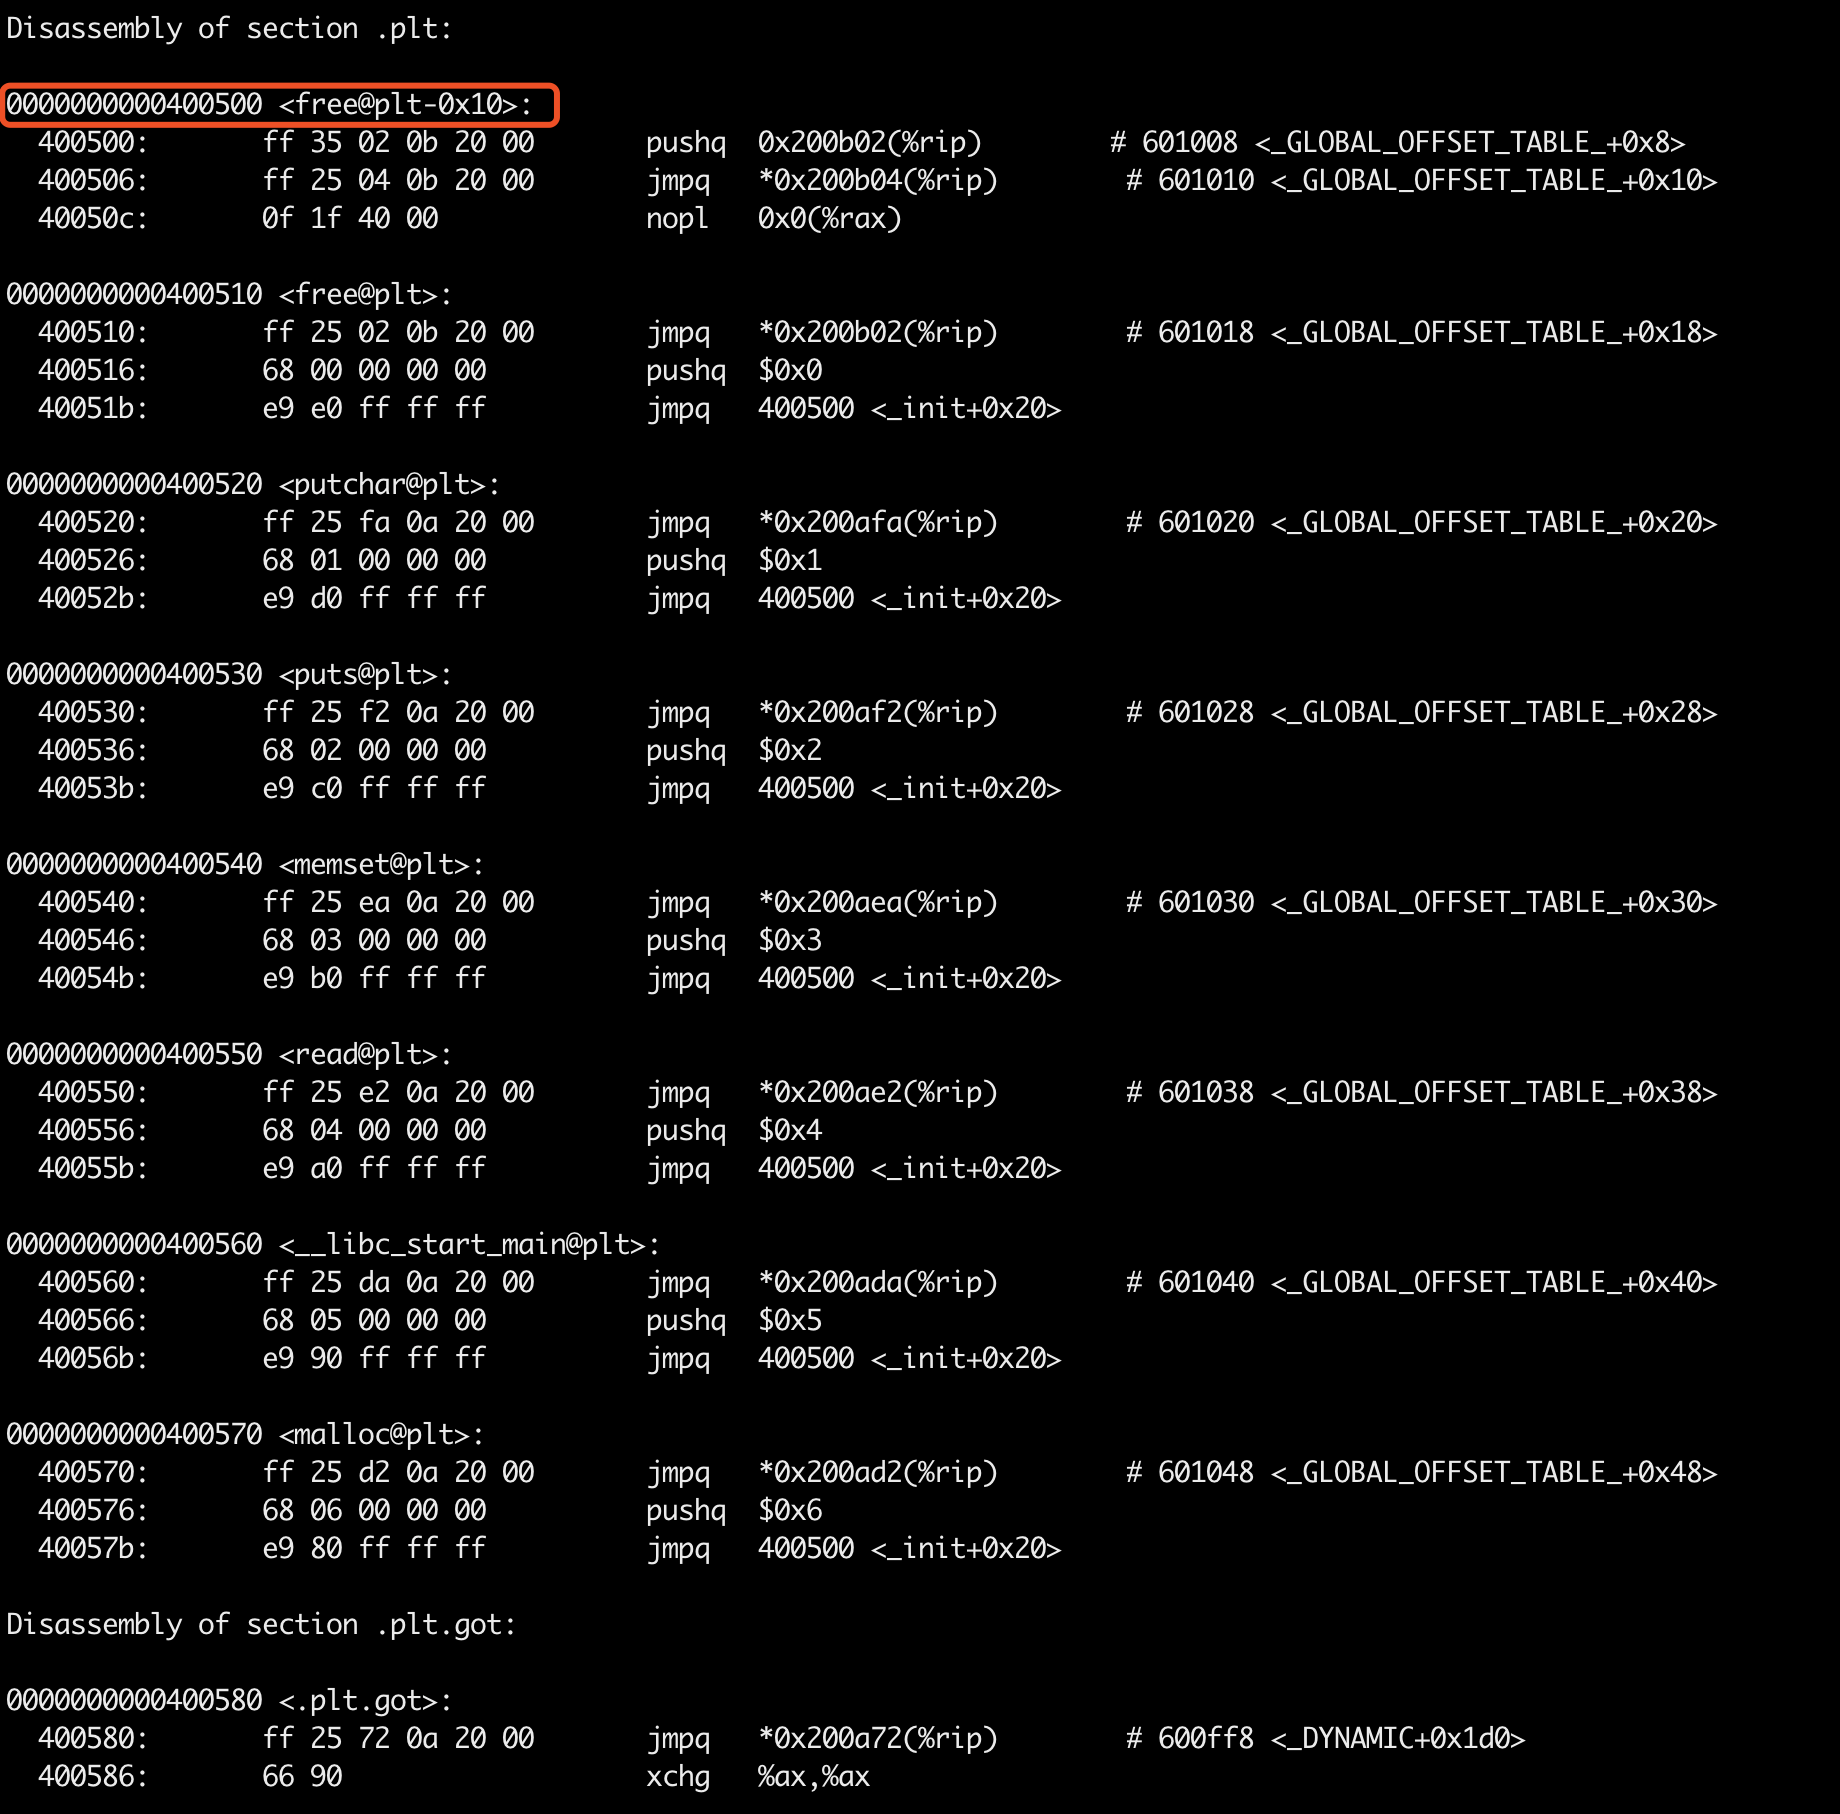 Disassembly of section .plt:
0000000000400500 <free@plt-0x10>:
400500: ff 35 02 0b 20 00 pushq 0x200b02(%rip) # 601008 <_GLOBAL_OFFSET_TABLE_+0x8>
400506: ff 25 04 0b 20 00 jmpq *0x200b04(%rip) # 601010 <_GLOBAL_OFFSET_TABLE_+0x10>
40050c: 0f 1f 40 00 nopl 0x0(%rax)
0000000000400510 <free@plt>:
400510: ff 25 02 0b 20 00 jmpq *0x200b02(%rip) # 601018 <_GLOBAL_OFFSET_TABLE_+0x18>
400516: 68 00 00 00 00 pushq $0x0
40051b: e9 e0 ff ff ff jmpq 400500 <_init+0x20>
0000000000400520 <putchar@plt>:
400520: ff 25 fa 0a 20 00 jmpq *0x200afa(%rip) # 601020 <_GLOBAL_OFFSET_TABLE_+0x20>
400526: 68 01 00 00 00 pushq $0x1
40052b: e9 d0 ff ff ff jmpq 400500 <_init+0x20>
0000000000400530 <puts@plt>:
400530: ff 25 f2 0a 20 00 jmpq *0x200af2(%rip) # 601028 <_GLOBAL_OFFSET_TABLE_+0x28>
400536: 68 02 00 00 00 pushq $0x2
40053b: e9 c0 ff ff ff jmpq 400500 <_init+0x20>
0000000000400540 <memset@plt>:
400540: ff 25 ea 0a 20 00 jmpq *0x200aea(%rip) # 601030 <_GLOBAL_OFFSET_TABLE_+0x30>
400546: 68 03 00 00 00 pushq $0x3
40054b: e9 b0 ff ff ff jmpq 400500 <_init+0x20>
0000000000400550 <read@plt>:
400550: ff 25 e2 0a 20 00 jmpq *0x200ae2(%rip) # 601038 <_GLOBAL_OFFSET_TABLE_+0x38>
400556: 68 04 00 00 00 pushq $0x4
40055b: e9 a0 ff ff ff jmpq 400500 <_init+0x20>
0000000000400560 <__libc_start_main@plt>:
400560: ff 25 da 0a 20 00 jmpq *0x200ada(%rip) # 601040 <_GLOBAL_OFFSET_TABLE_+0x40>
400566: 68 05 00 00 00 pushq $0x5
40056b: e9 90 ff ff ff jmpq 400500 <_init+0x20>
0000000000400570 <malloc@plt>:
400570: ff 25 d2 0a 20 00 jmpq *0x200ad2(%rip) # 601048 <_GLOBAL_OFFSET_TABLE_+0x48>
400576: 68 06 00 00 00 pushq $0x6
40057b: e9 80 ff ff ff jmpq 400500 <_init+0x20>
Disassembly of section .plt.got:
0000000000400580 <.plt.got>:
400580: ff 25 72 0a 20 00 jmpq *0x200a72(%rip) # 600ff8 <_DYNAMIC+0x1d0>
400586: 66 90 xchg %ax,%ax